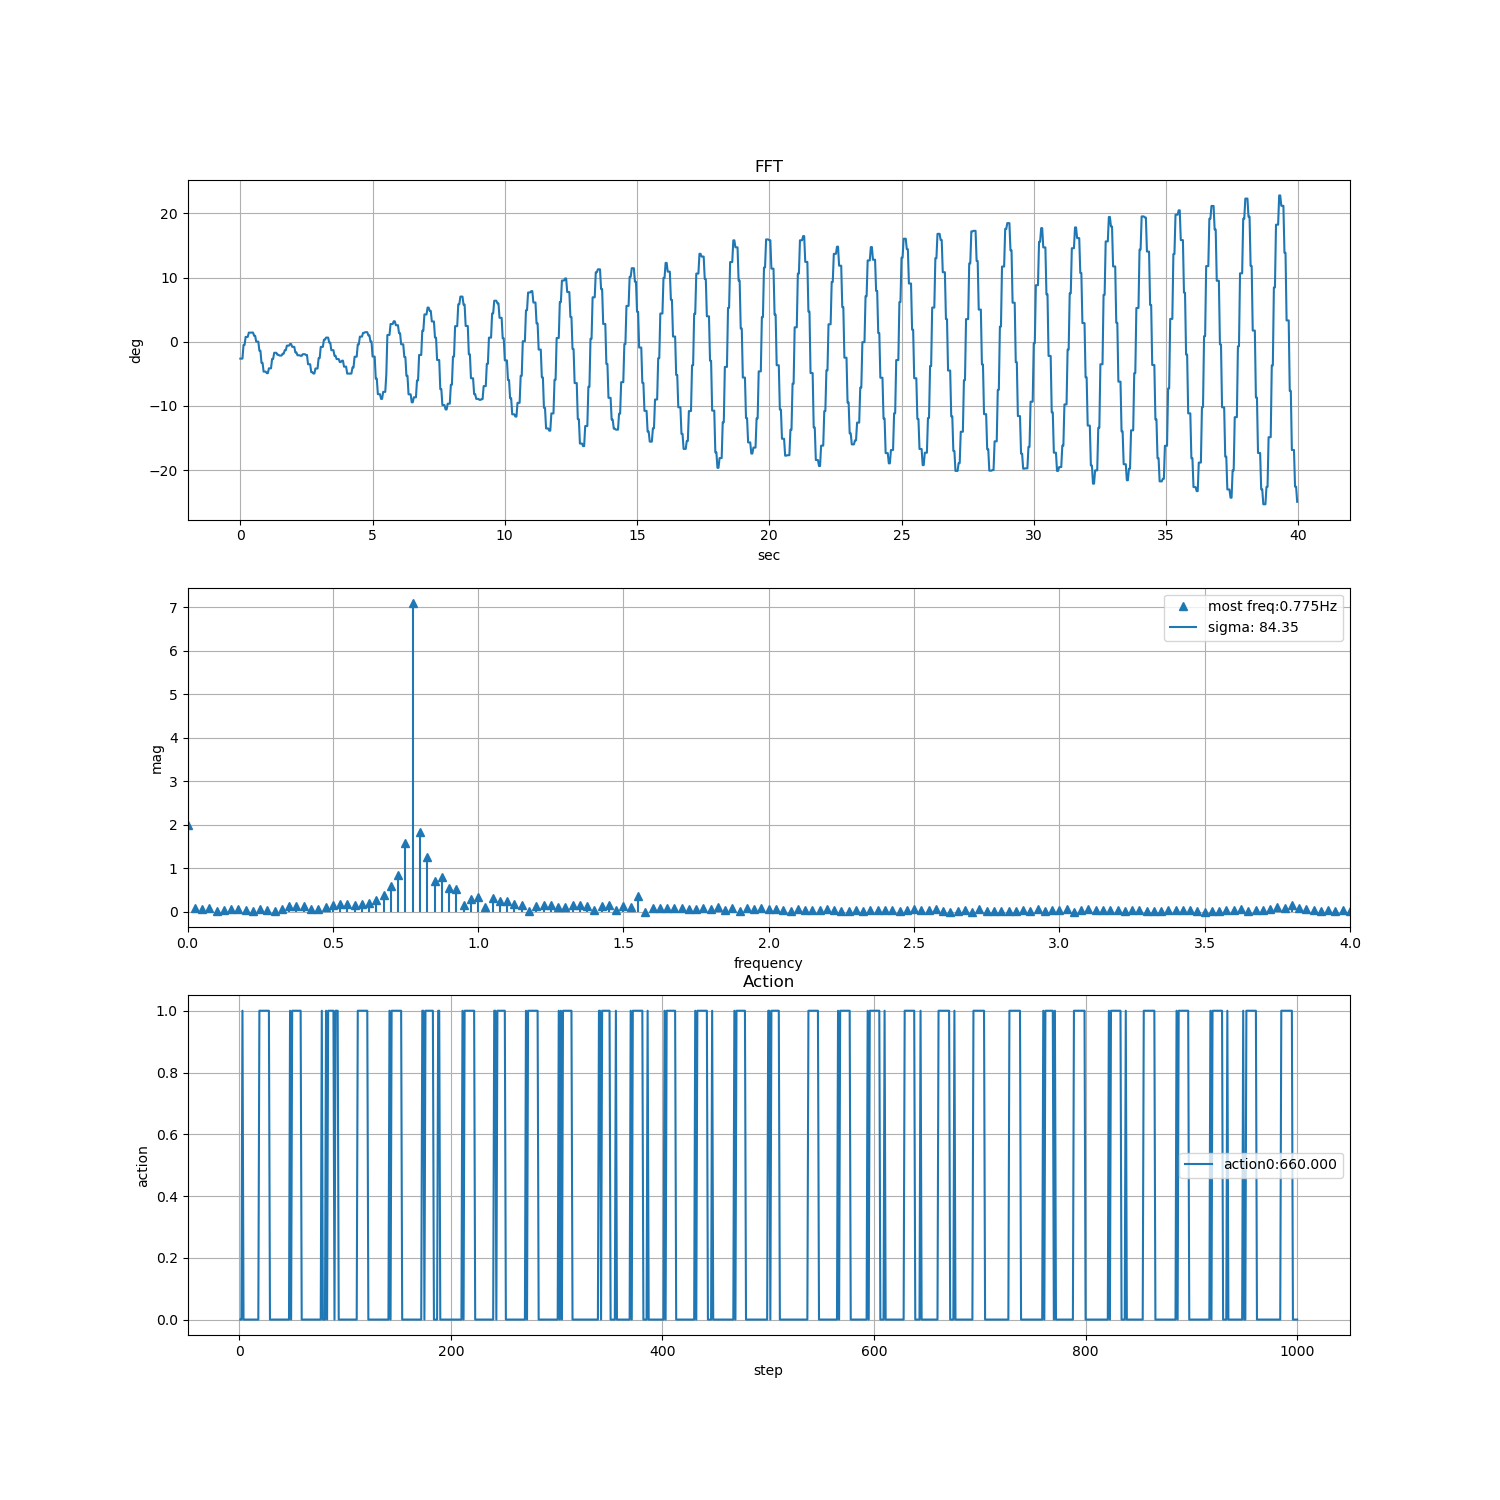 FFT
20
10
0
−10
−20
deg
0 5 10 15 20 25 30 35 40
sec
7
6
5
4
3
2
1
0
mag
most freq:0.775Hz
sigma: 84.35
0.0 0.5 1.0 1.5 2.0 2.5 3.0 3.5 4.0
frequency
Action
1.0
0.8
0.6
0.4
0.2
0.0
action
action0:660.000
0 200 400 600 800 1000
step